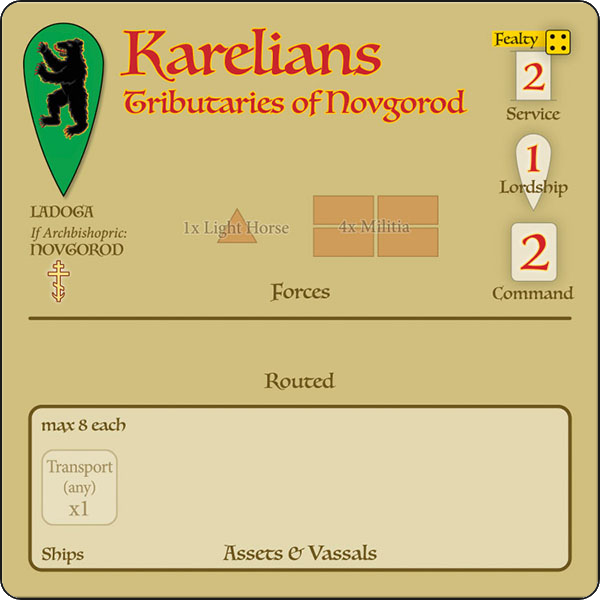 Karelians
Tributaries of Novgorod
Fealty
2
Service
1
Lordship
2
Command
LADOGA
If Archbishopric:
NOVGOROD
1x Light Horse
4x Militia
Forces
Routed
max 8 each
Transport
(any)
x1
Ships
Assets & Vassals